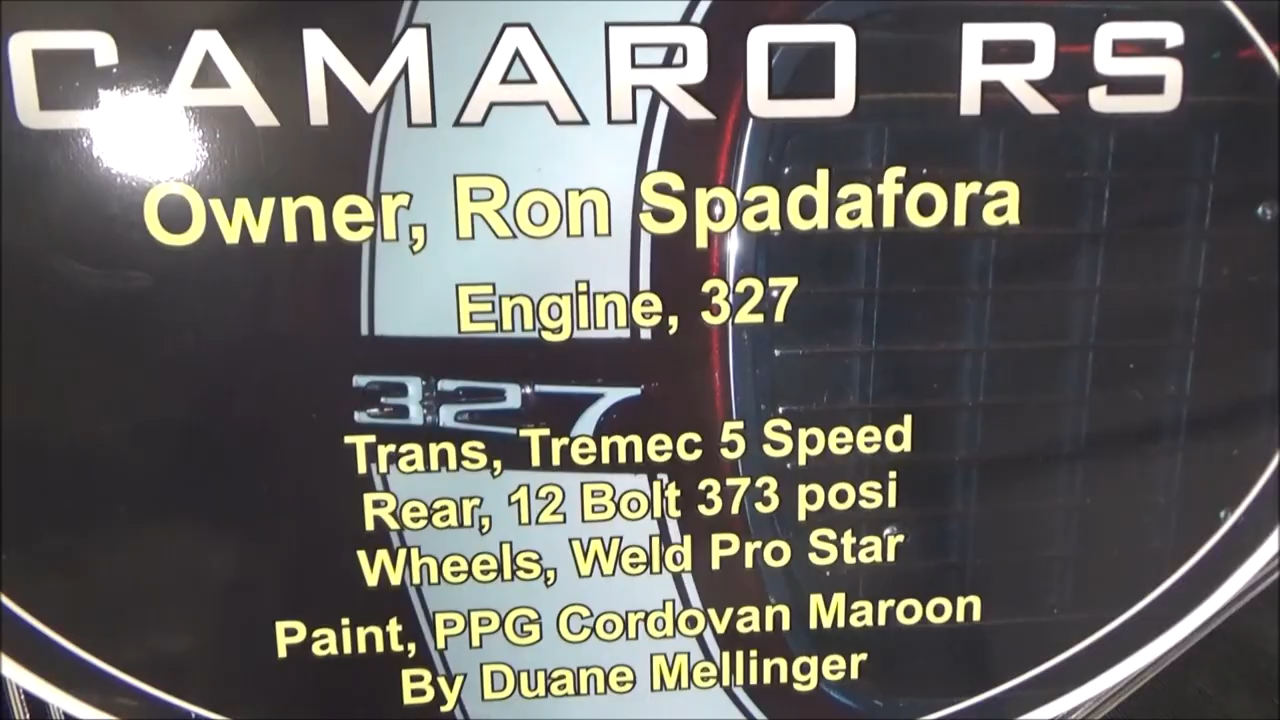 CAMARO RS
Owner, Ron Spadafora
Engine, 327
327
Trans, Tremec 5 Speed
Rear, 12 Bolt 373 posi
Wheels, Weld Pro Star
Paint, PPG Cordovan Maroon
By Duane Mellinger